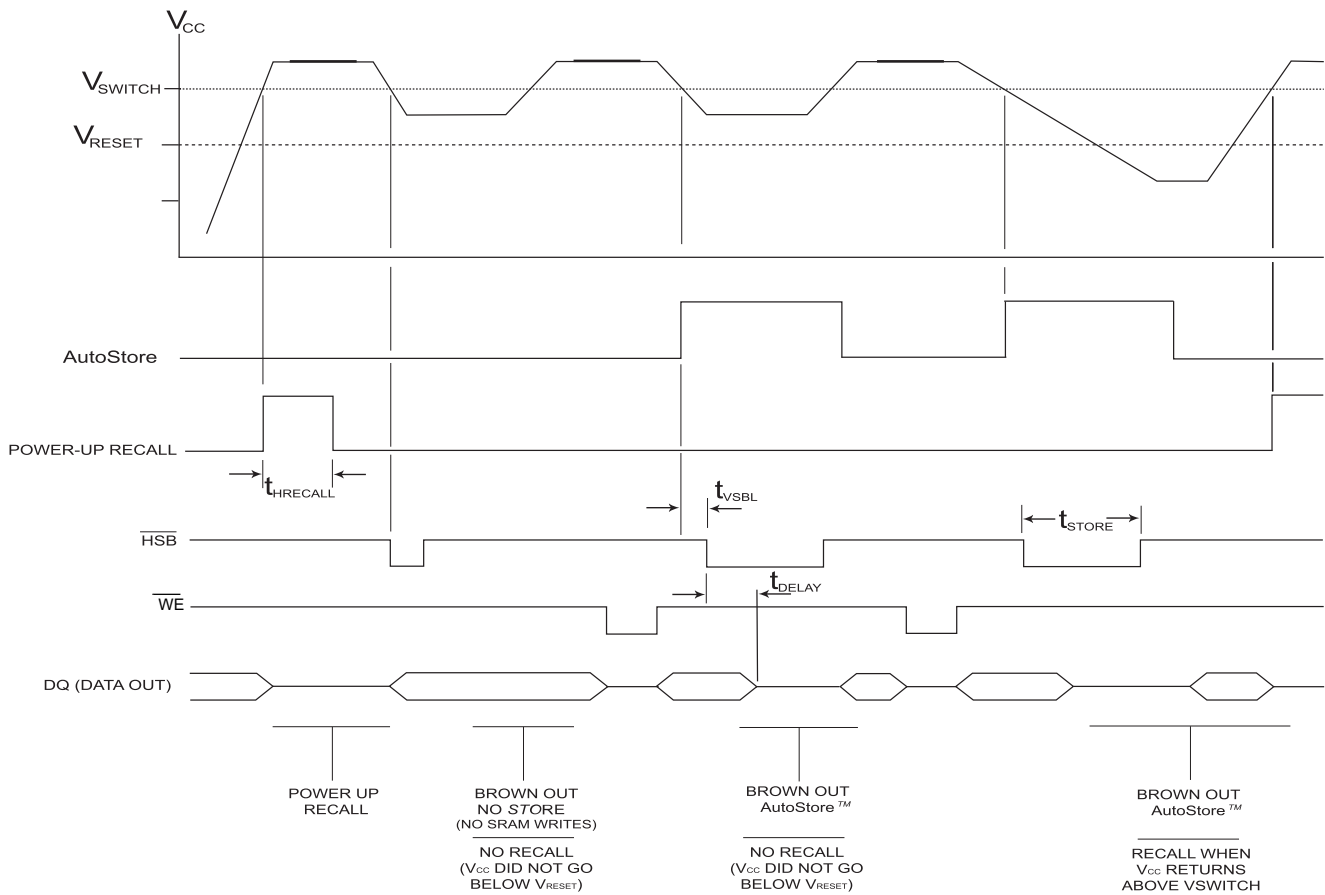 VCC
VSWITCH
VRESET
AutoStore
POWER-UP RECALL
tHRECALL
tVSBL
tSTORE
HSB
tDELAY
WE
DQ (DATA OUT)
POWER UP
RECALL
BROWN OUT
NO STORE
(NO SRAM WRITES)
NO RECALL
(VCC DID NOT GO
BELOW VRESET)
BROWN OUT
AutoStore™
NO RECALL
(VCC DID NOT GO
BELOW VRESET)
BROWN OUT
AutoStore™
RECALL WHEN
VCC RETURNS
ABOVE VSWITCH